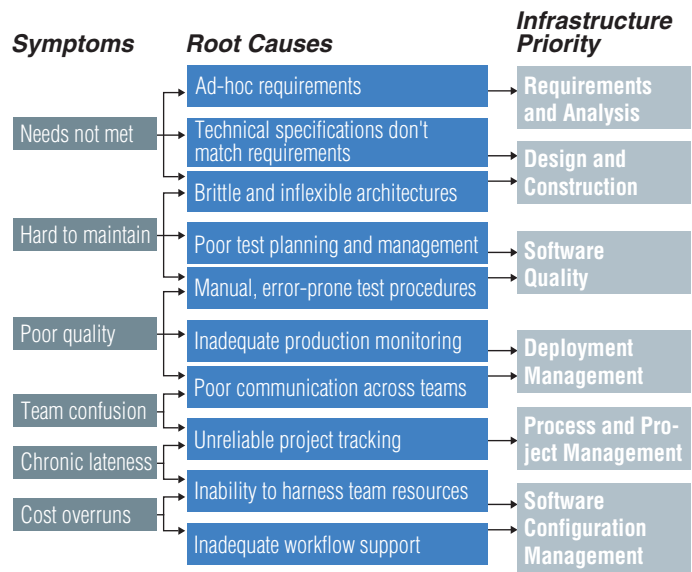 Symptoms
Root Causes
Infrastructure
Priority
Needs not met
Hard to maintain
Poor quality
Team confusion
Chronic lateness
Cost overruns
Ad-hoc requirements
Technical specifications don't
match requirements
Brittle and inflexible architectures
Poor test planning and management
Manual, error-prone test procedures
Inadequate production monitoring
Poor communication across teams
Unreliable project tracking
Inability to harness team resources
Inadequate workflow support
Requirements
and Analysis
Design and
Construction
Software
Quality
Deployment
Management
Process and Pro-
ject Management
Software
Configuration
Management